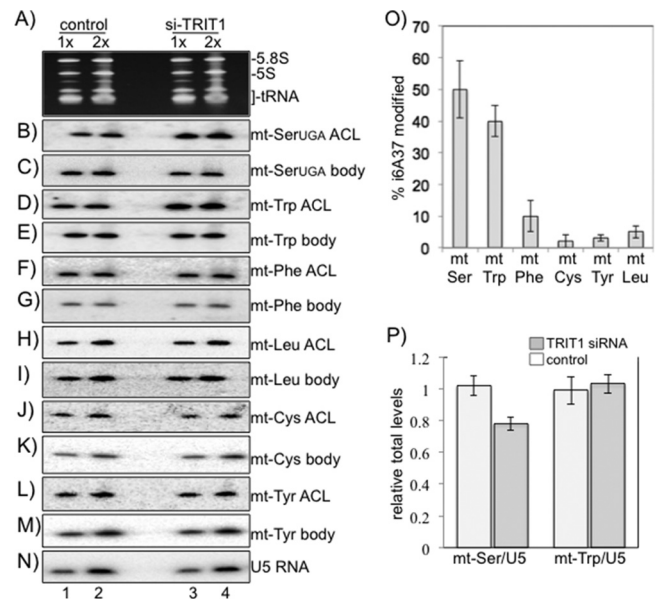 A)
control si-TRIT1
1x 2x 1x 2x
-5.8S
-5S
]-tRNA
B) mt-SerUGA ACL
C) mt-SerUGA body
D) mt-Trp ACL
E) mt-Trp body
F) mt-Phe ACL
G) mt-Phe body
H) mt-Leu ACL
I) mt-Leu body
J) mt-Cys ACL
K) mt-Cys body
L) mt-Tyr ACL
M) mt-Tyr body
N) U5 RNA
1 2 3 4
O)
% i6A37 modified
70
60
50
40
30
20
10
0
mt mt mt mt mt mt
Ser Trp Phe Cys Tyr Leu
P)
TRIT1 siRNA
control
relative total levels
1.2
1
0.8
0.6
0.4
0.2
0
mt-Ser/U5 mt-Trp/U5